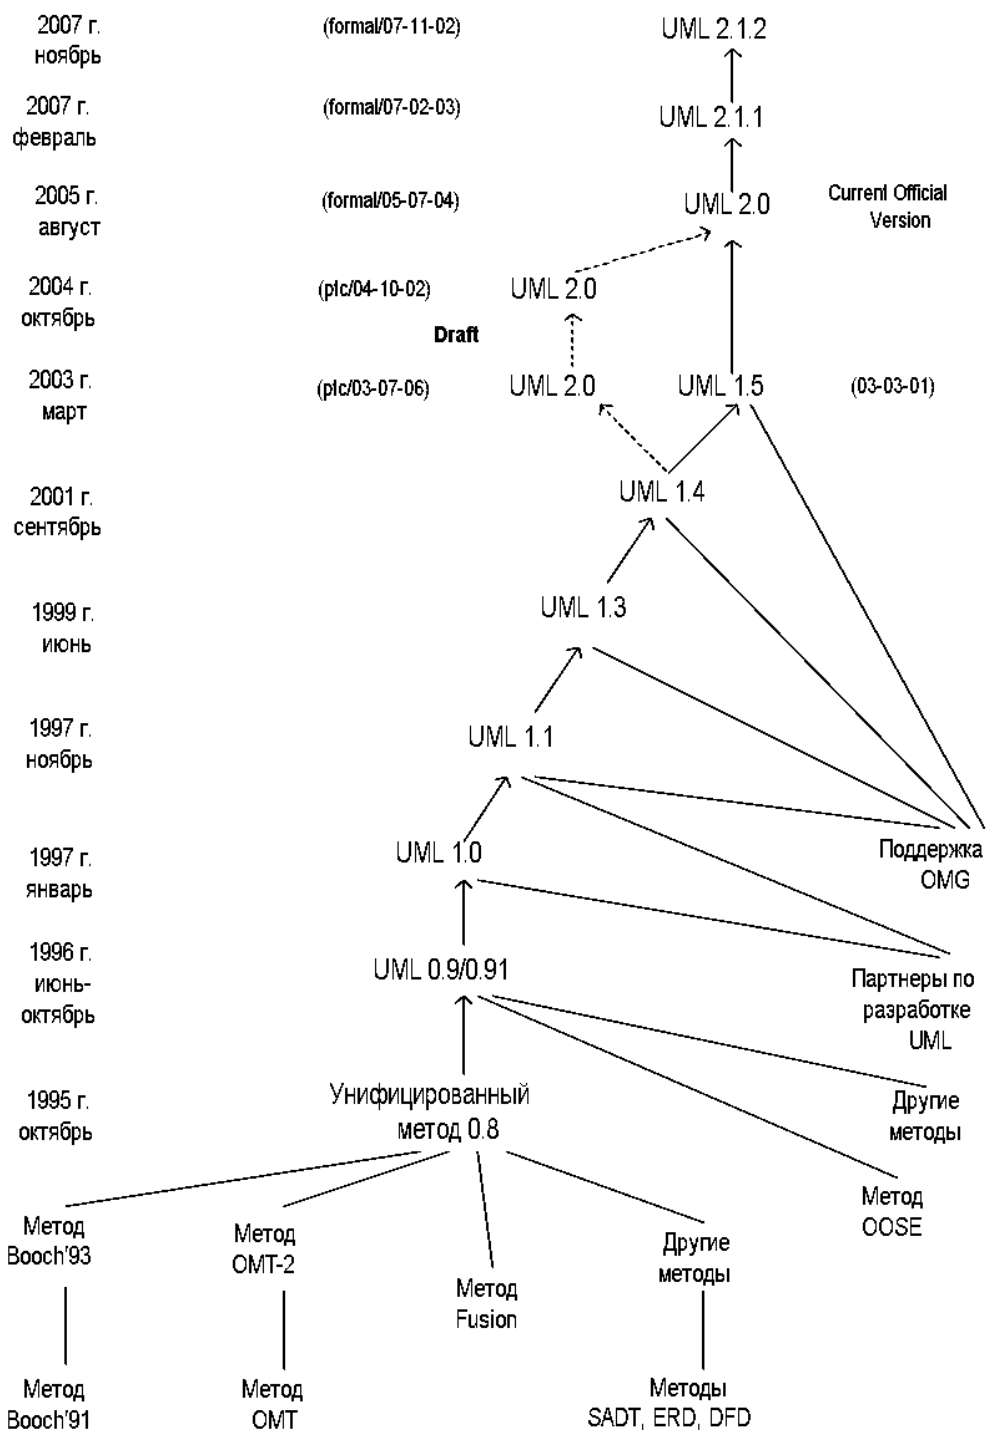 2007 г. (formal/07-11-02) UML 2.1.2
ноябрь
2007 г. (formal/07-02-03) UML 2.1.1
февраль
2005 г. (formal/05-07-04) UML 2.0 Current Official
август Version
2004 г. (ptc/04-10-02) UML 2.0
октябрь
Draft
2003 г. (ptc/03-07-06) UML 2.0 UML 1.5 (03-03-01)
март
2001 г. UML 1.4
сентябрь
1999 г. UML 1.3
июнь
1997 г. UML 1.1
ноябрь
1997 г. UML 1.0 Поддержка
январь OMG
1996 г. UML 0.9/0.91
июнь-
октябрь
Партнеры по
разработке
UML
1995 г. Унифицированный
октябрь метод 0.8
Другие
методы
Метод
OOSE
Метод
Booch'93
Метод
OMT-2
Метод
Fusion
Другие
методы
Метод
Booch'91
Метод
OMT
Методы
SADT, ERD, DFD